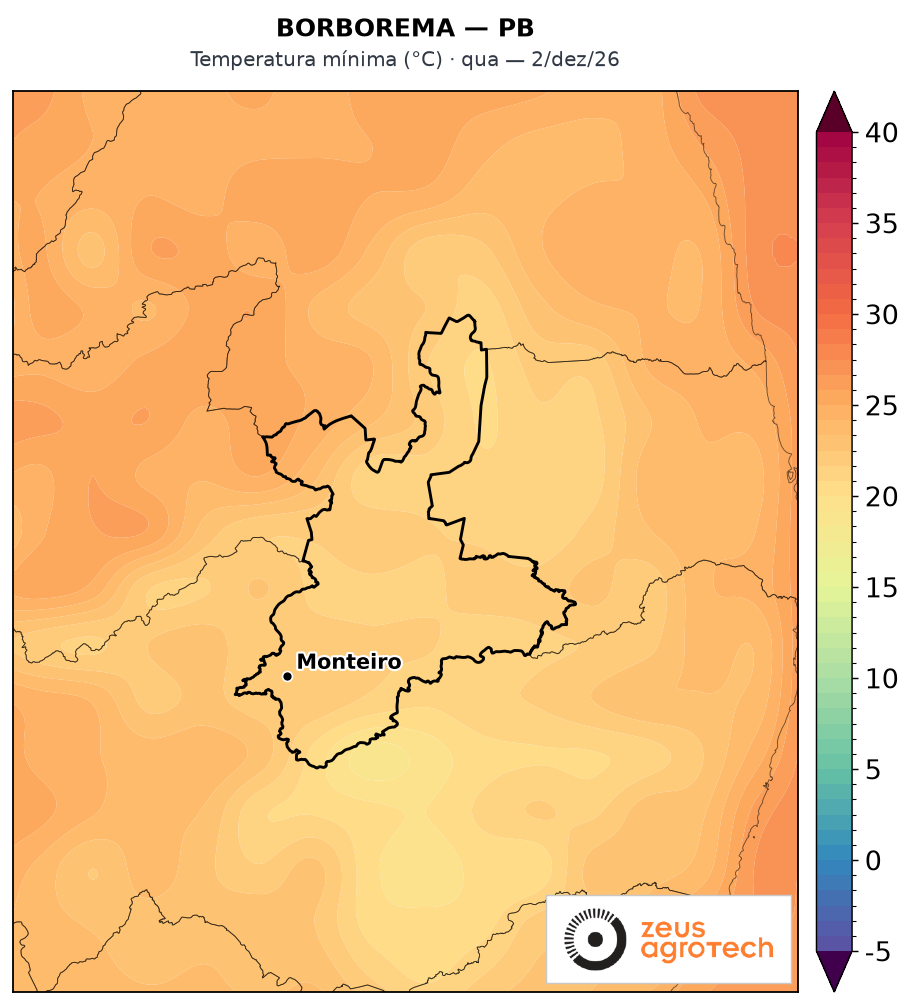 BORBOREMA — PB
Temperatura mínima (°C) · qua — 2/dez/26
40
35
30
25
20
15
10
5
0
-5
Monteiro
zeus
agrotech